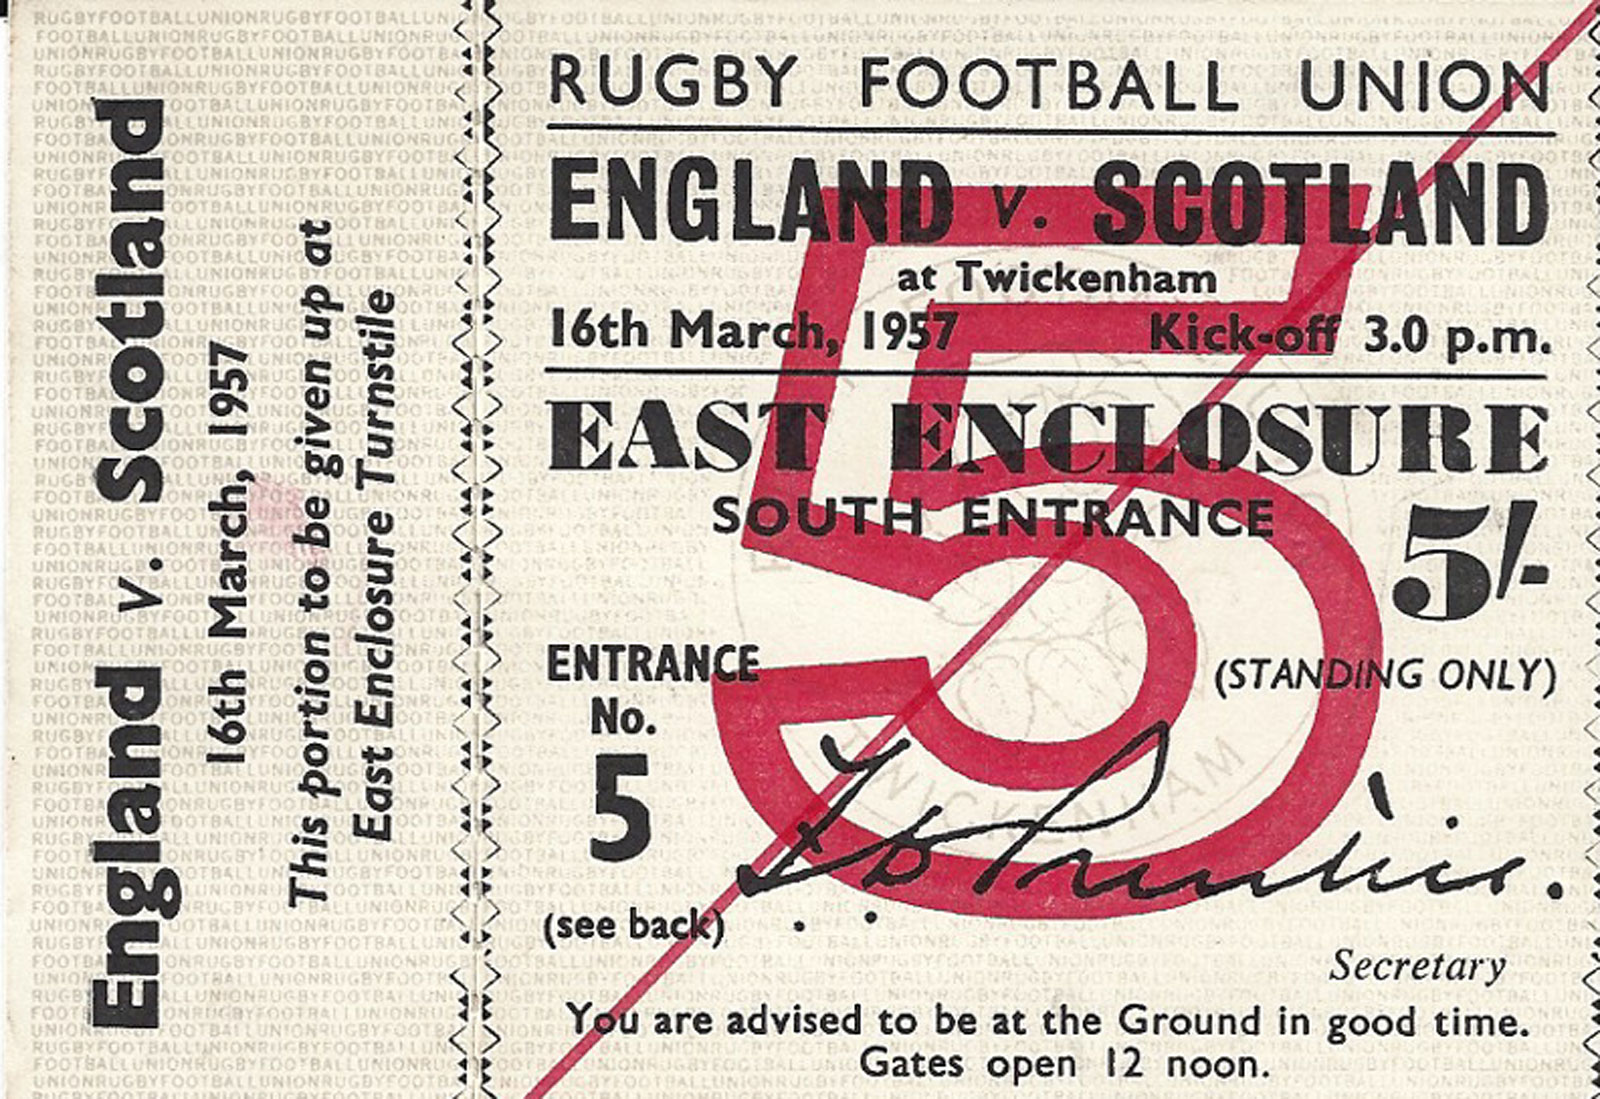 England v. Scotland
16th March, 1957
This portion to be given up at
East Enclosure Turnstile
RUGBY FOOTBALL UNION
ENGLAND v. SCOTLAND
at Twickenham
16th March, 1957 Kick-off 3.0 p.m.
EAST ENCLOSURE
SOUTH ENTRANCE
5/-
5
ENTRANCE
No.
5
(see back)
(STANDING ONLY)
TWICKENHAM
Secretary
You are advised to be at the Ground in good time.
Gates open 12 noon.